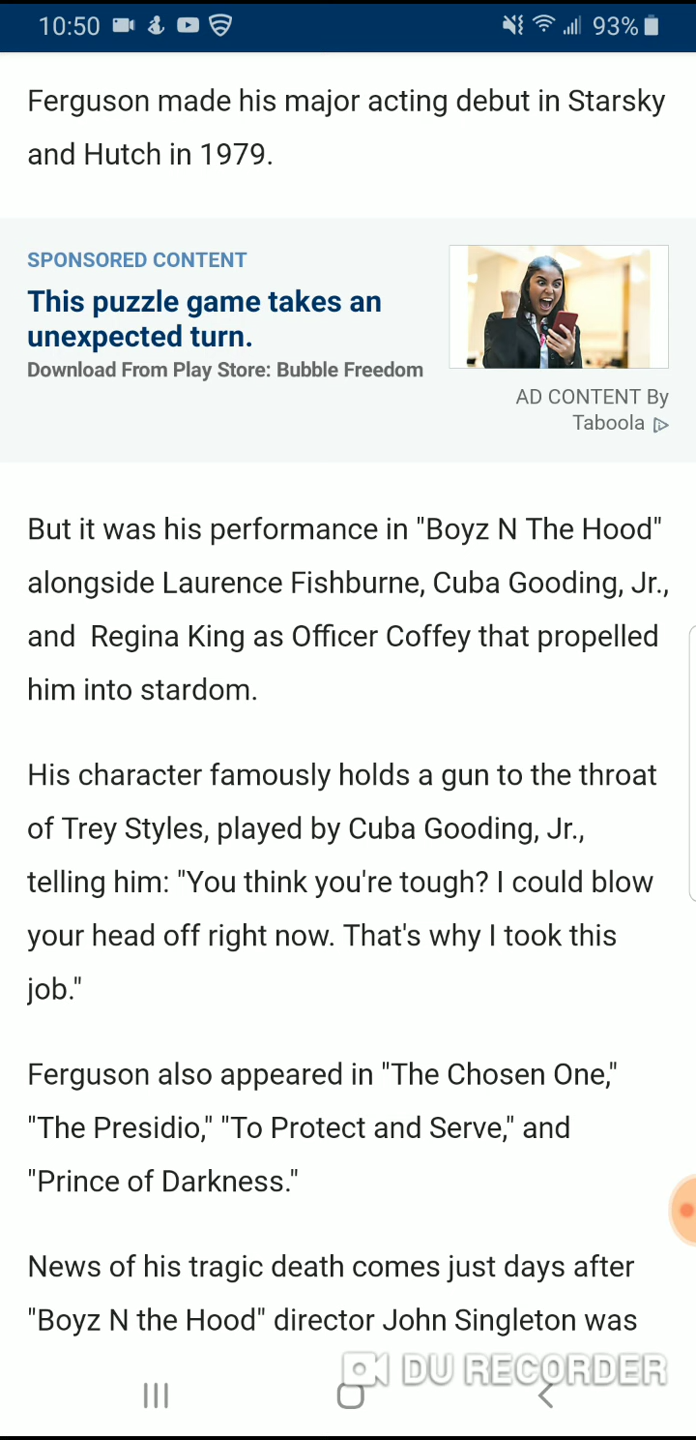 10:50 93%
Ferguson made his major acting debut in Starsky
and Hutch in 1979.
SPONSORED CONTENT
This puzzle game takes an
unexpected turn.
Download From Play Store: Bubble Freedom
AD CONTENT By
Taboola
But it was his performance in "Boyz N The Hood"
alongside Laurence Fishburne, Cuba Gooding, Jr.,
and  Regina King as Officer Coffey that propelled
him into stardom.
His character famously holds a gun to the throat
of Trey Styles, played by Cuba Gooding, Jr.,
telling him: "You think you're tough? I could blow
your head off right now. That's why I took this
job."
Ferguson also appeared in "The Chosen One,"
"The Presidio," "To Protect and Serve," and
"Prince of Darkness."
News of his tragic death comes just days after
"Boyz N the Hood" director John Singleton was
DU RECORDER